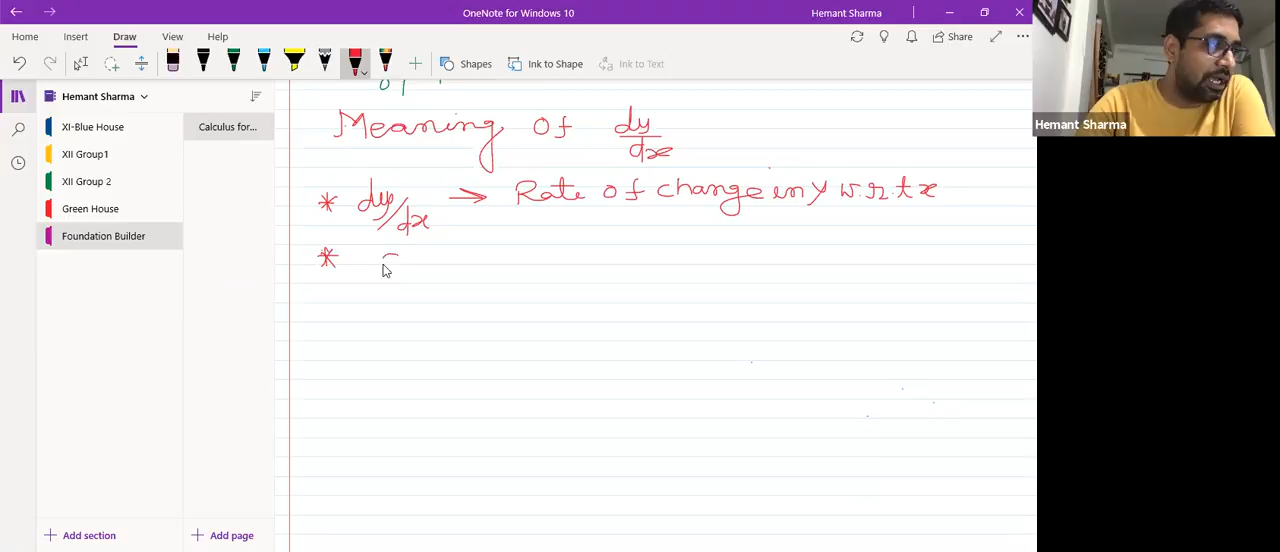 OneNote for Windows 10
Hemant Sharma
Home Insert Draw View Help
Share
Shapes Ink to Shape Ink to Text
Hemant Sharma
XI-Blue House
XII Group1
XII Group 2
Green House
Foundation Builder
Calculus for...
Meaning Of dy/dx
* dy/dx → Rate of change in y w.r.t x
*
Hemant Sharma
+ Add section
+ Add page